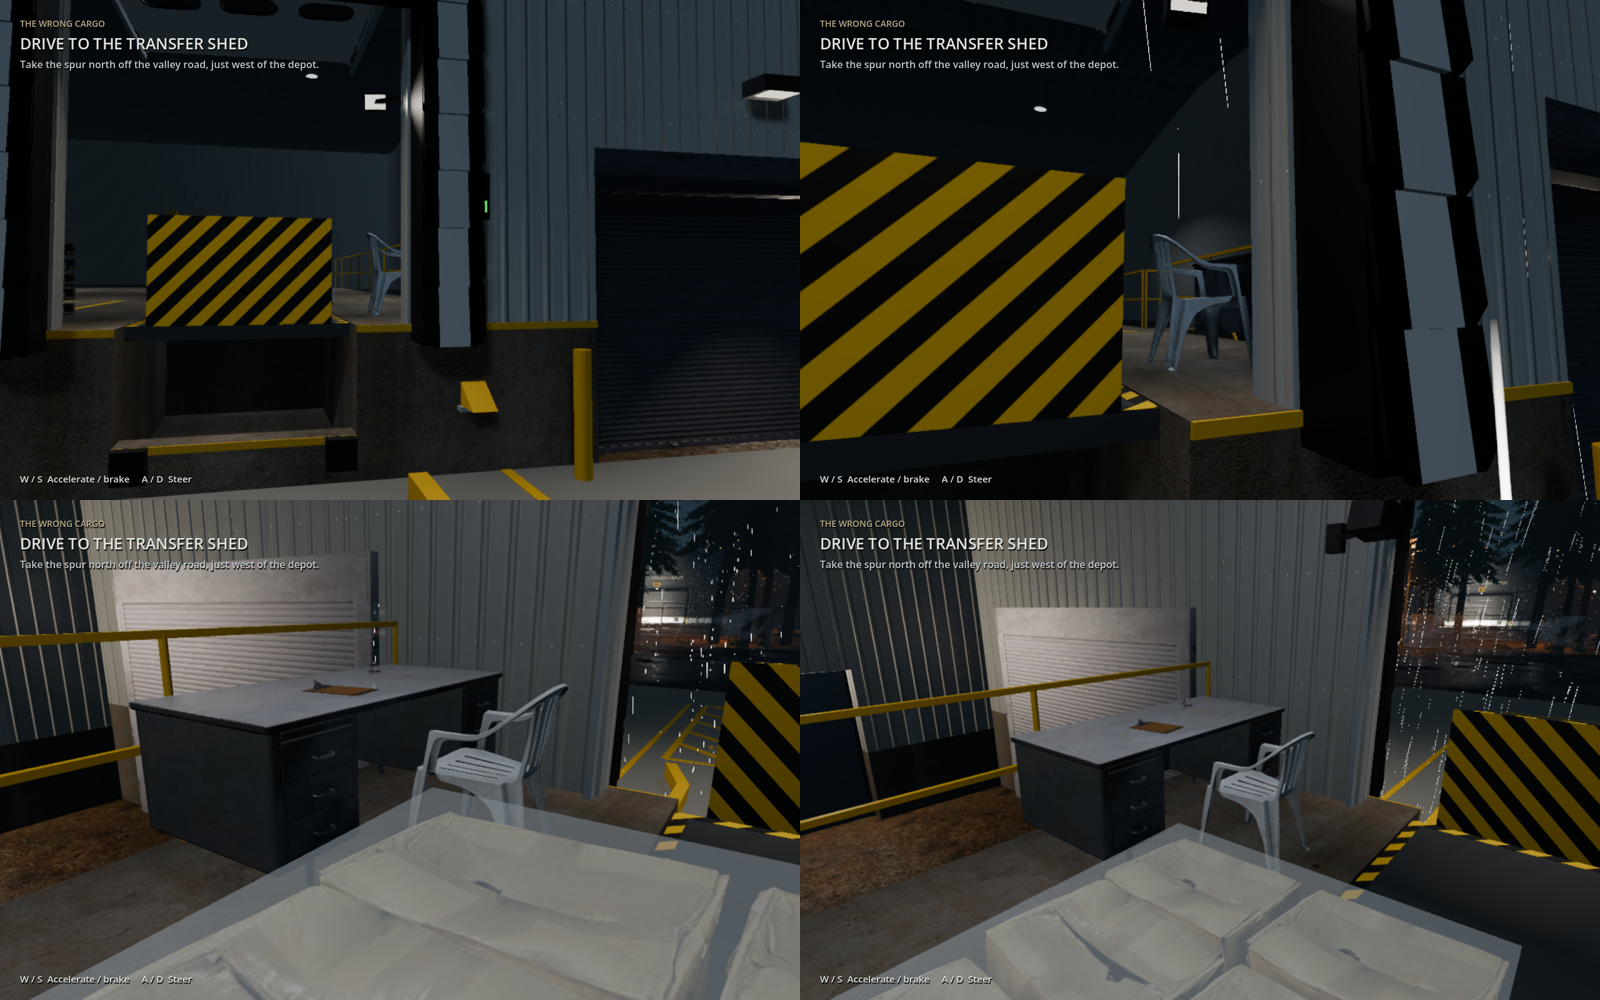 THE WRONG CARGO
DRIVE TO THE TRANSFER SHED
Take the spur north off the valley road, just west of the depot.
W / S Accelerate / brake A / D Steer
THE WRONG CARGO
DRIVE TO THE TRANSFER SHED
Take the spur north off the valley road, just west of the depot.
W / S Accelerate / brake A / D Steer
THE WRONG CARGO
DRIVE TO THE TRANSFER SHED
Take the spur north off the valley road, just west of the depot.
W / S Accelerate / brake A / D Steer
THE WRONG CARGO
DRIVE TO THE TRANSFER SHED
Take the spur north off the valley road, just west of the depot.
W / S Accelerate / brake A / D Steer